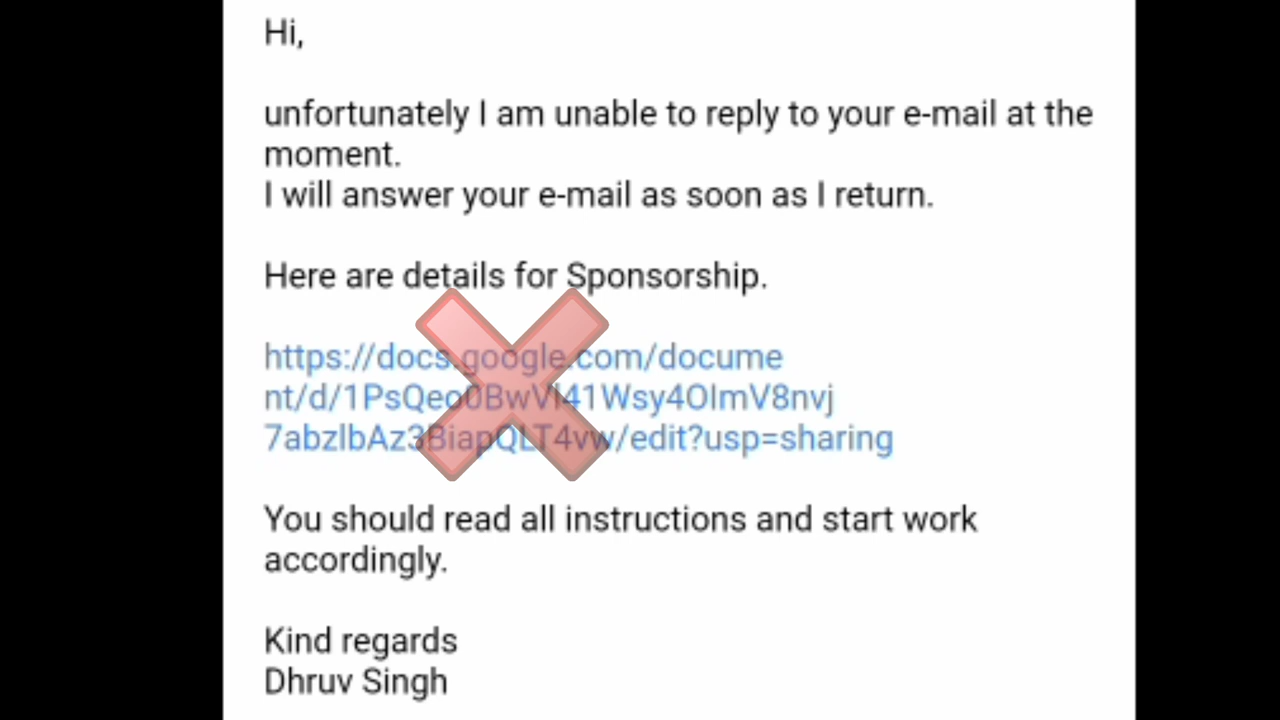 Hi,
unfortunately I am unable to reply to your e-mail at the
moment.
I will answer your e-mail as soon as I return.
Here are details for Sponsorship.
https://docs.google.com/docume
nt/d/1PsQeo0BwVl41Wsy4OImV8nvj
7abzlbAz3BiapQLT4vw/edit?usp=sharing
You should read all instructions and start work
accordingly.
Kind regards
Dhruv Singh